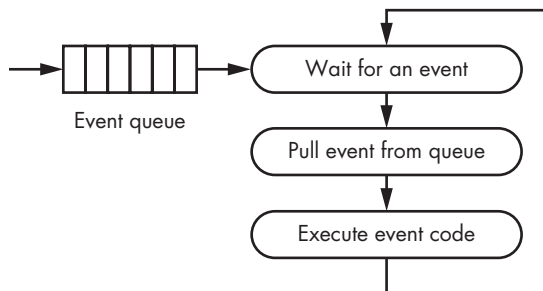 Wait for an event
Event queue
Pull event from queue
Execute event code